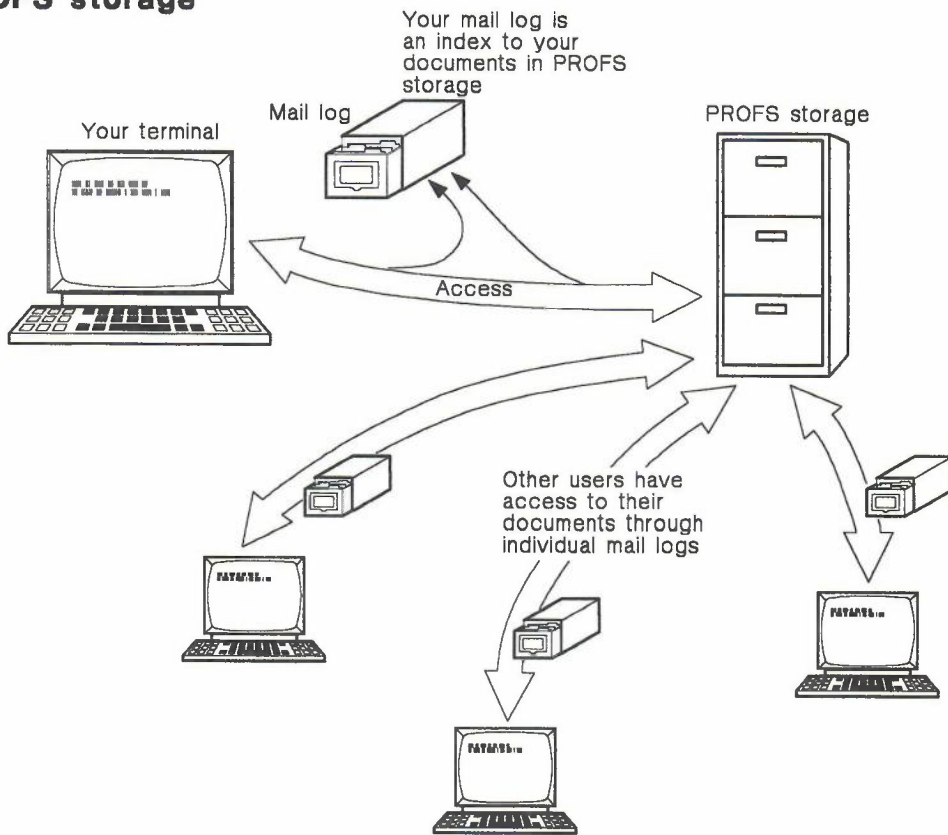 storage
Your mail log is
an index to your
documents in PROFS
storage
Mail log
PROFS storage
Your terminal
Access
Other users have
access to their
documents through
individual mail logs